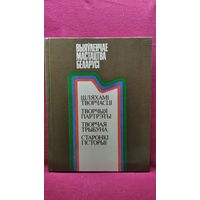 ВЫЯЎЛЕНЧАЕ
МАСТАЦТВА
БЕЛАРУСІ
ШЛЯХАМІ
ТВОРЧАСЦІ
ТВОРЧЫЯ
ПАРТРЭТЫ
ТВОРЧАЯ
ТРЫБУНА
СТАРОНКІ
ГІСТОРЫІ